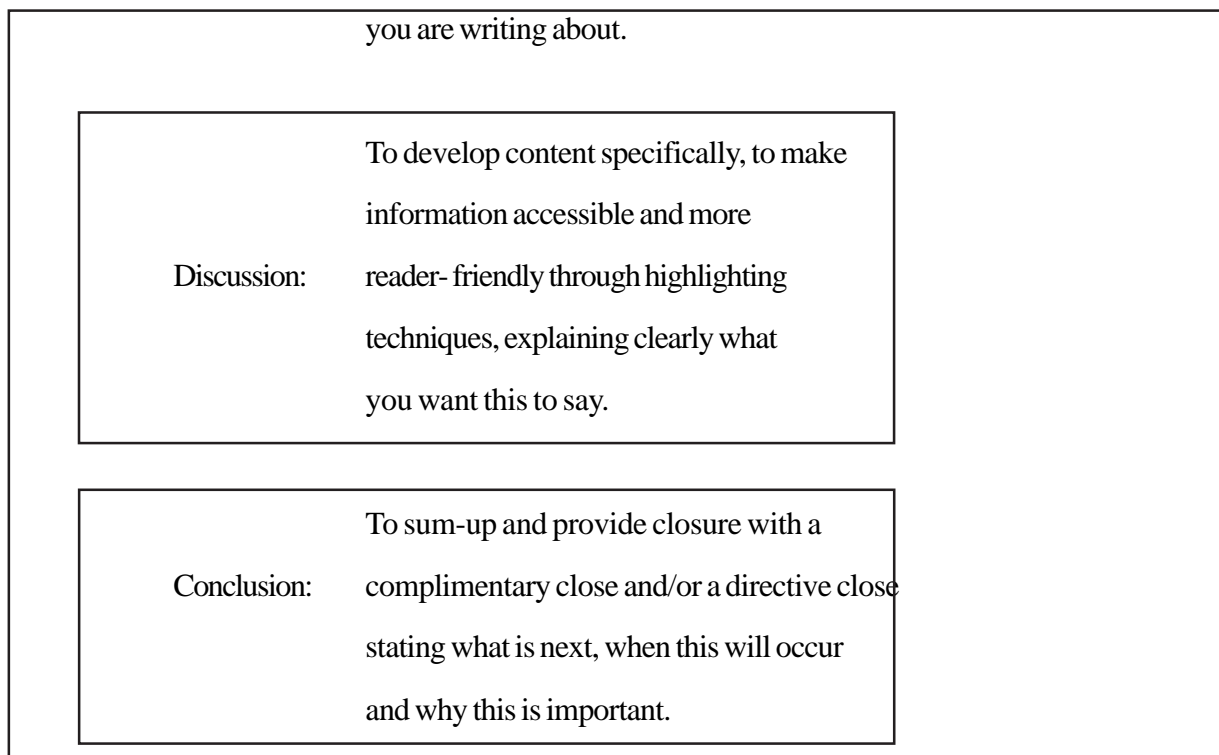 you are writing about.
To develop content specifically, to make
information accessible and more
Discussion: reader- friendly through highlighting
techniques, explaining clearly what
you want this to say.
To sum-up and provide closure with a
Conclusion: complimentary close and/or a directive close
stating what is next, when this will occur
and why this is important.